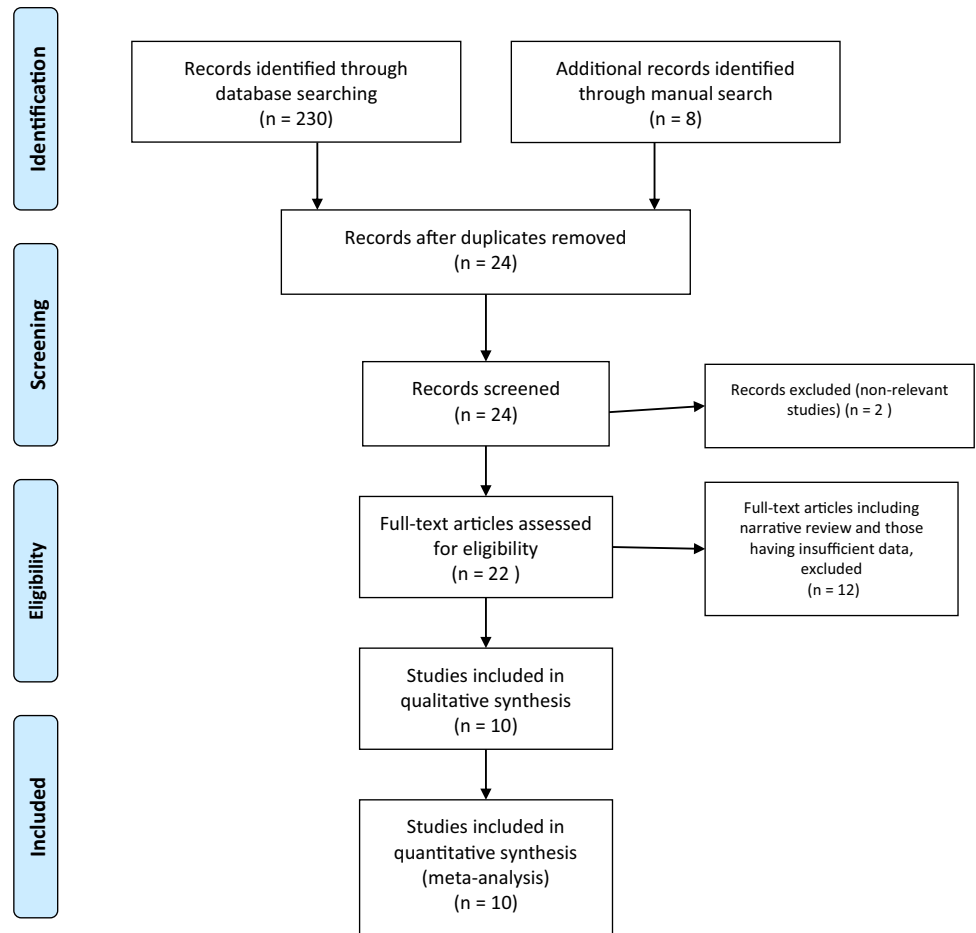 Identification
Records identified through
database searching
(n = 230)
Additional records identified
through manual search
(n = 8)
Records after duplicates removed
(n = 24)
Screening
Records screened
(n = 24)
Records excluded (non-relevant
studies) (n = 2 )
Eligibility
Full-text articles assessed
for eligibility
(n = 22 )
Full-text articles including
narrative review and those
having insufficient data,
excluded
(n = 12)
Studies included in
qualitative synthesis
(n = 10)
Included
Studies included in
quantitative synthesis
(meta-analysis)
(n = 10)